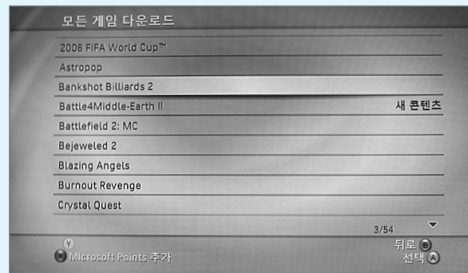 모든 게임 다운로드
2006 FIFA World Cup™
Astropop
Bankshot Billiards 2
Battle4Middle-Earth II 새 콘텐츠
Battlefield 2: MC
Bejeweled 2
Blazing Angels
Burnout Revenge
Crystal Quest
3/54
Y 뒤로 B
X Microsoft Points 추가 선택 A